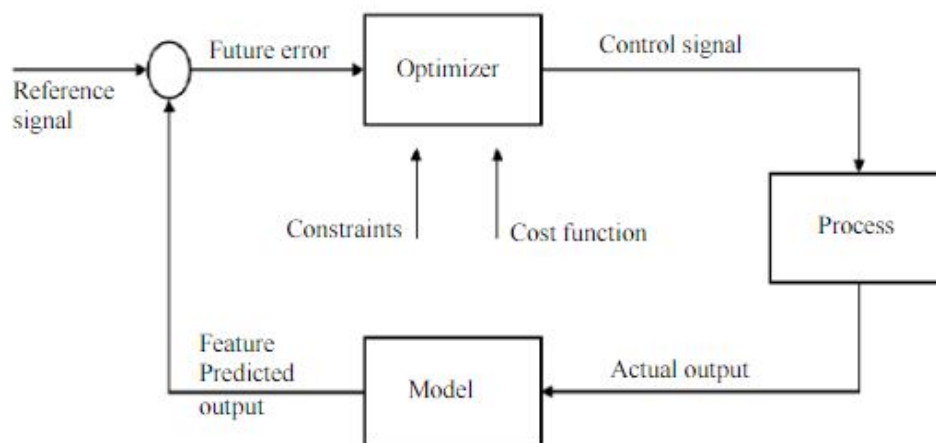 Future error
Optimizer
Control signal
Reference
signal
Constraints
Cost function
Process
Feature
Predicted
output
Model
Actual output